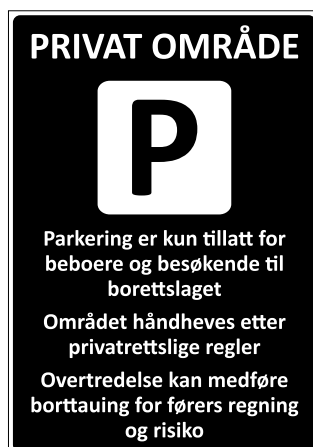 PRIVAT OMRÅDE
P
Parkering er kun tillatt for
beboere og besøkende til
borettslaget
Området håndheves etter
privatrettslige regler
Overtredelse kan medføre
borttauing for førers regning
og risiko